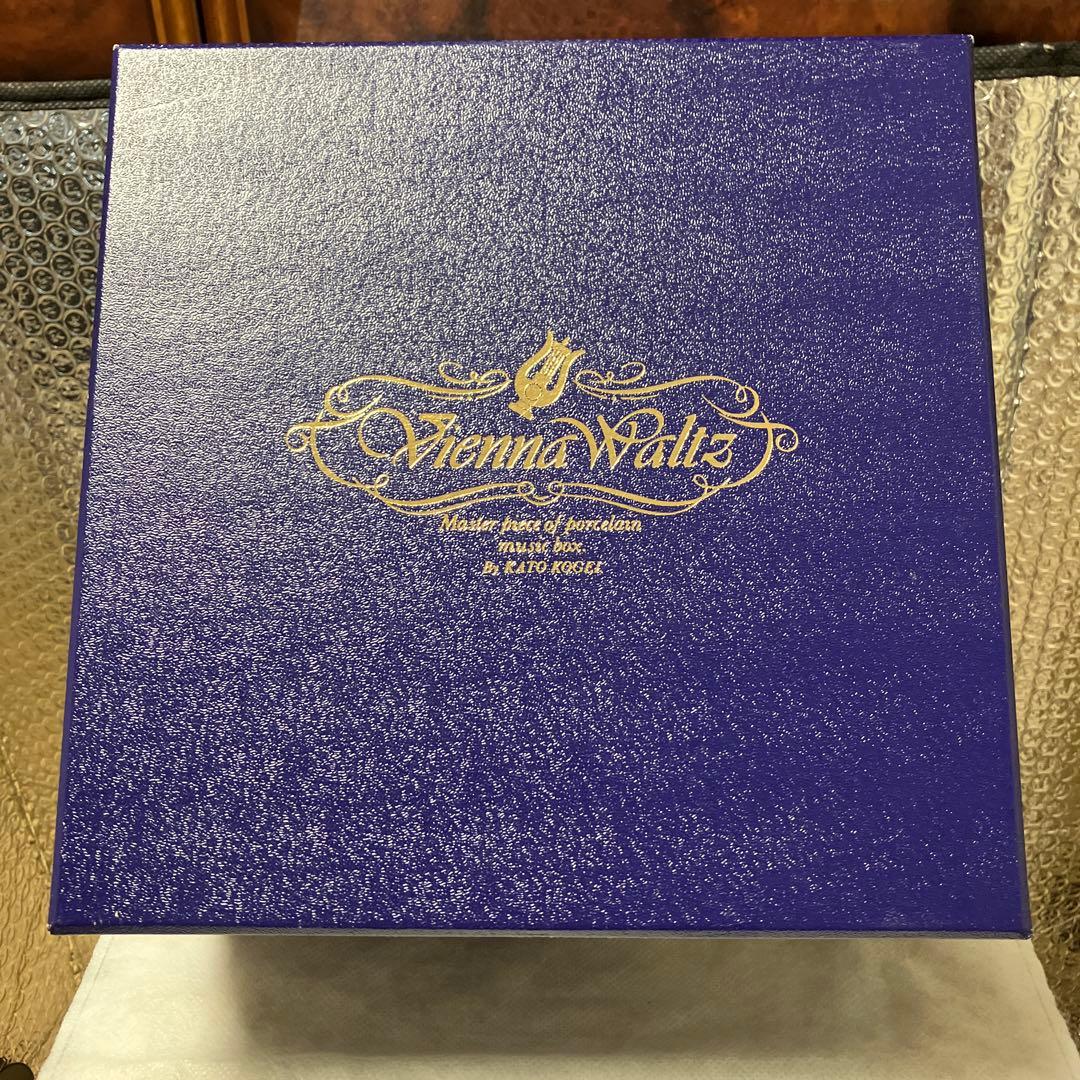 Vienna Waltz
Master piece of porcelain
music box.
By KATO KOGEI